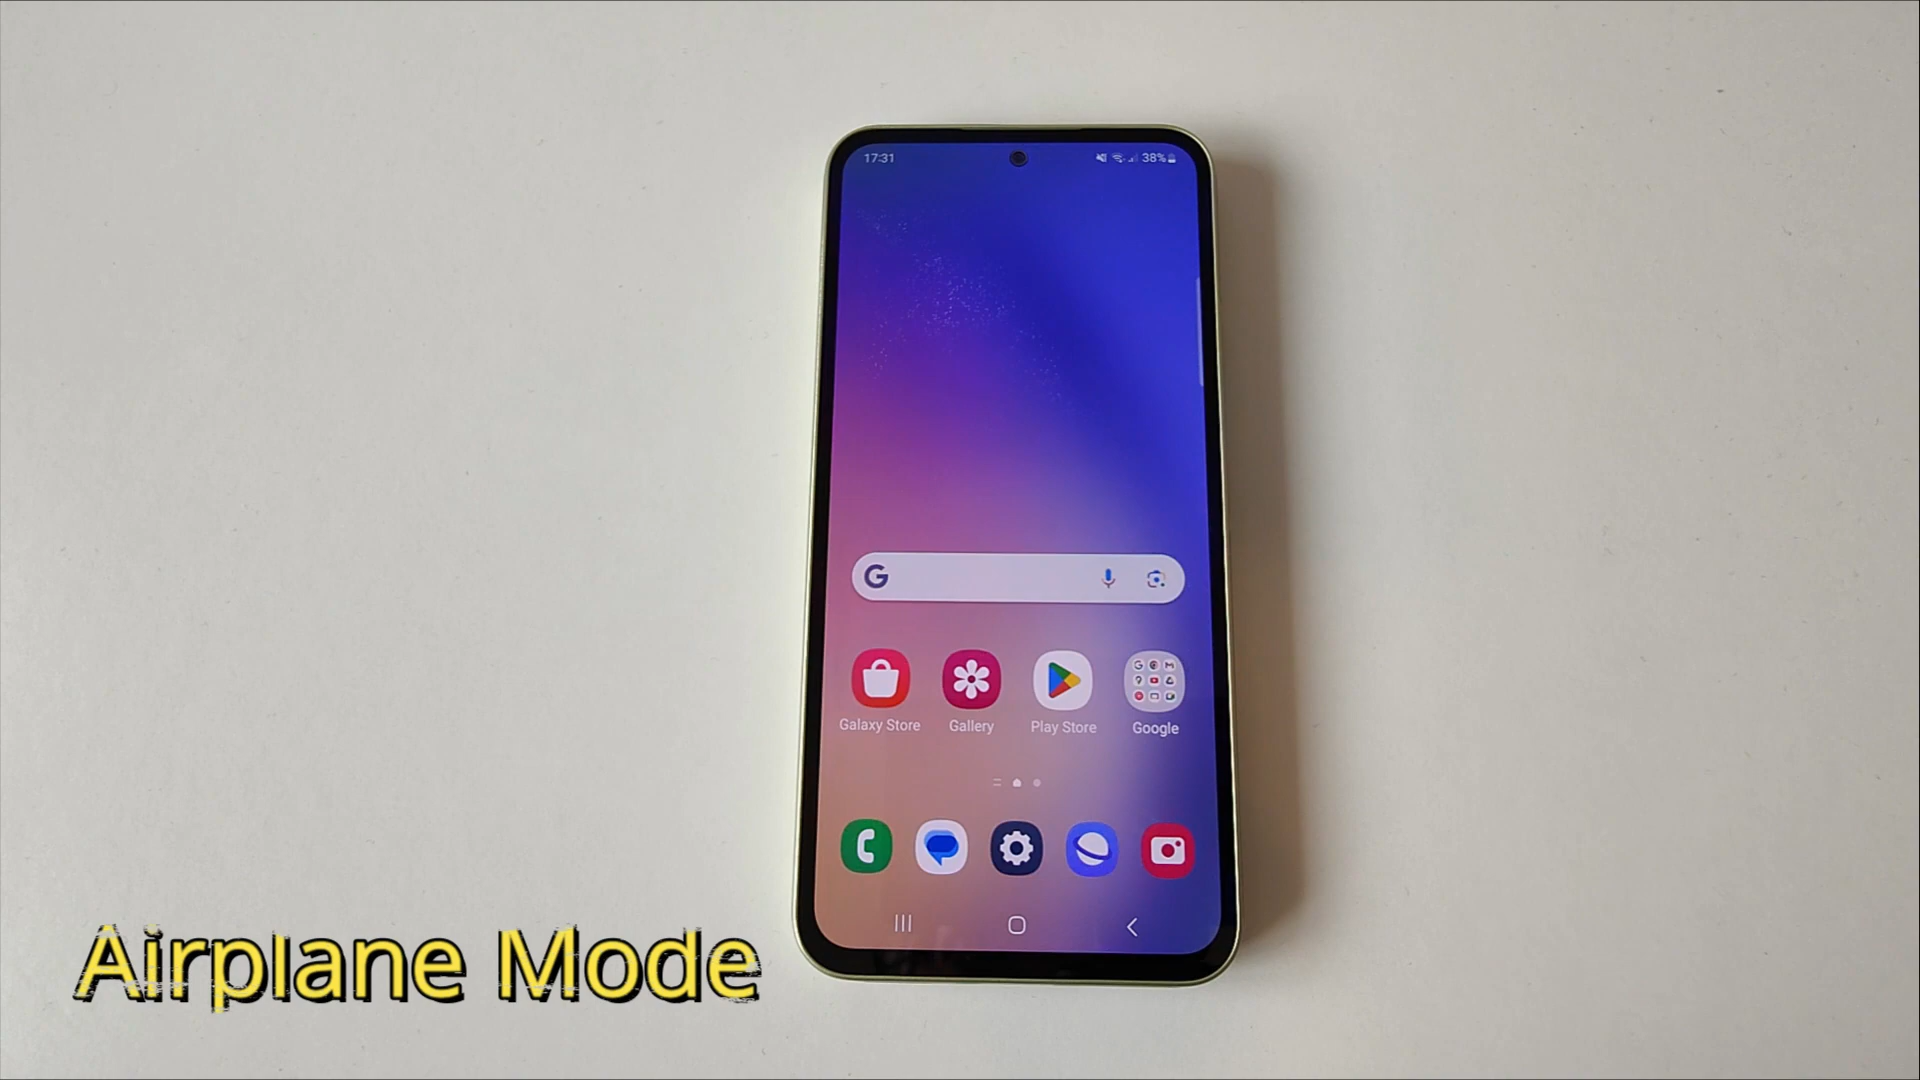 17:31
38%
G
Galaxy Store
Gallery
Play Store
Google
Airplane Mode